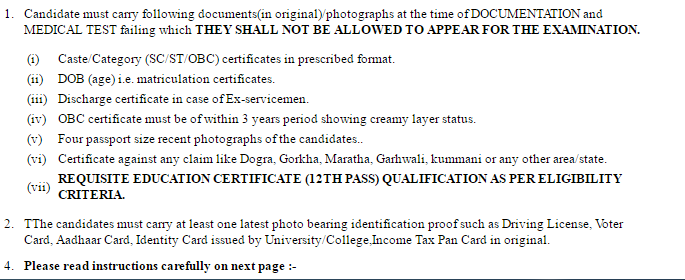 1. Candidate must carry following documents(in original)/photographs at the time of DOCUMENTATION and
MEDICAL TEST failing which THEY SHALL NOT BE ALLOWED TO APPEAR FOR THE EXAMINATION.
(i) Caste/Category (SC/ST/OBC) certificates in prescribed format.
(ii) DOB (age) i.e. matriculation certificates.
(iii) Discharge certificate in case of Ex-servicemen.
(iv) OBC certificate must be of within 3 years period showing creamy layer status.
(v) Four passport size recent photographs of the candidates..
(vi) Certificate against any claim like Dogra, Gorkha, Maratha, Garhwali, kummani or any other area/state.
(vii) REQUISITE EDUCATION CERTIFICATE (12TH PASS) QUALIFICATION AS PER ELIGIBILITY
CRITERIA.
2. TThe candidates must carry at least one latest photo bearing identification proof such as Driving License, Voter
Card, Aadhaar Card, Identity Card issued by University/College,Income Tax Pan Card in original.
4. Please read instructions carefully on next page :-